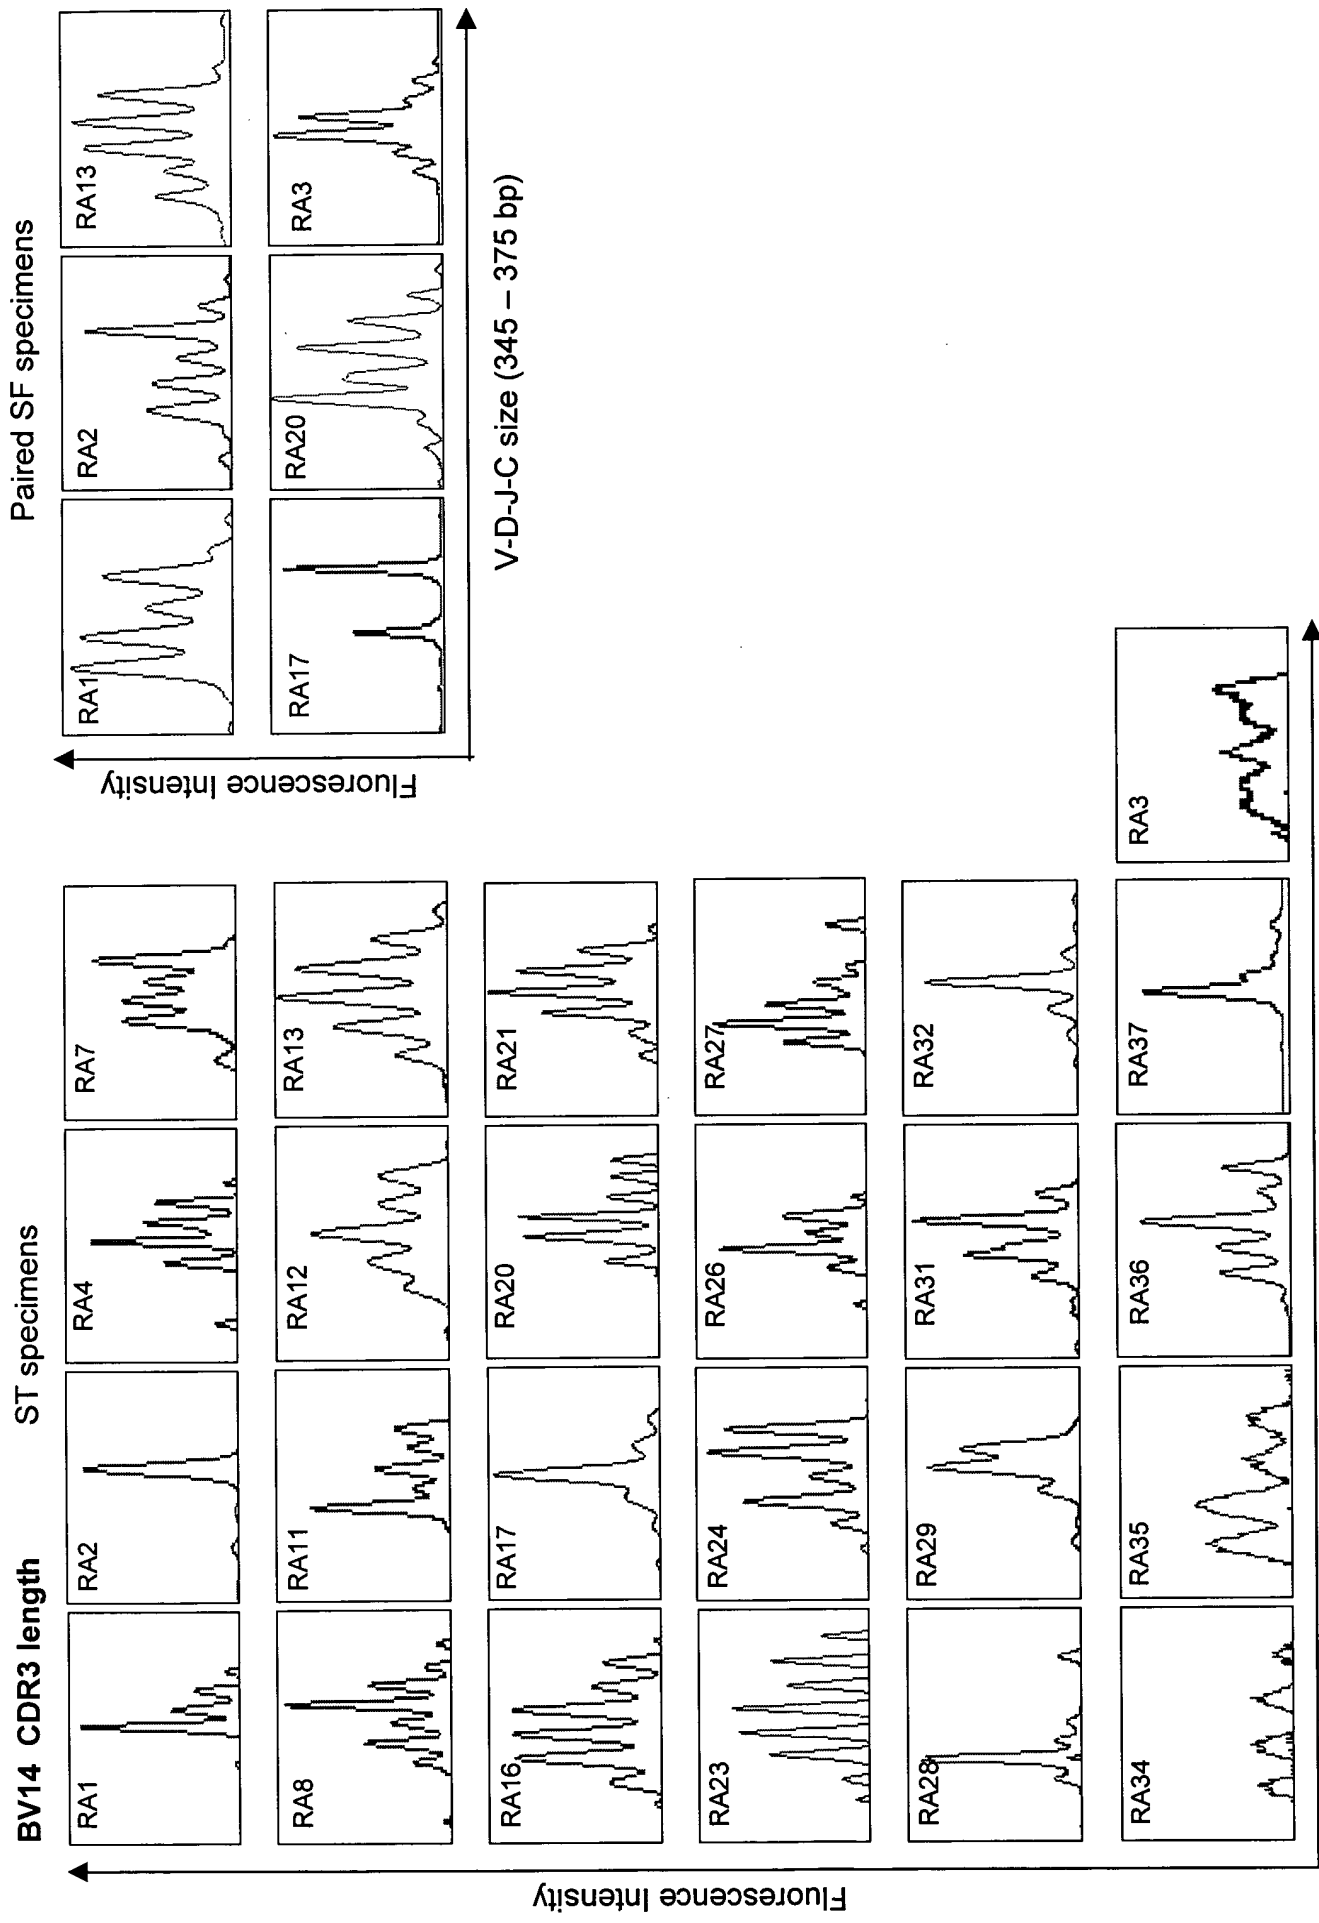 BV14 CDR3 length
ST specimens
RA1
RA2
RA4
RA7
RA8
RA11
RA12
RA13
RA16
RA17
RA20
RA21
RA23
RA24
RA26
RA27
RA28
RA29
RA31
RA32
RA34
RA35
RA36
RA37
RA3
Fluorescence Intensity
Paired SF specimens
RA1
RA2
RA13
RA17
RA20
RA3
Fluorescence Intensity
V-D-J-C size (345 – 375 bp)